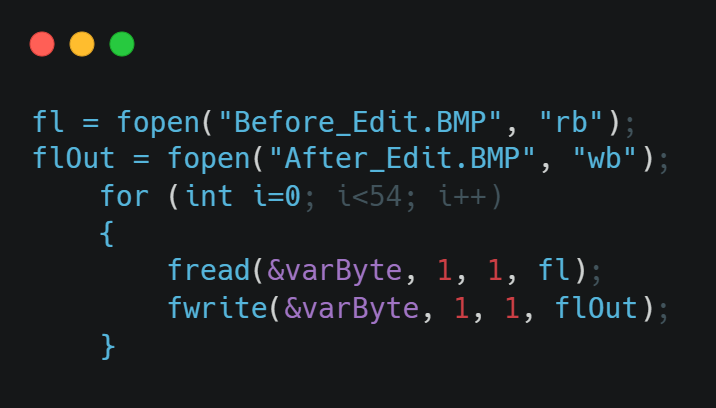 fl = fopen("Before_Edit.BMP", "rb");
flOut = fopen("After_Edit.BMP", "wb");
    for (int i=0; i<54; i++)
    {
        fread(&varByte, 1, 1, fl);
        fwrite(&varByte, 1, 1, flOut);
    }